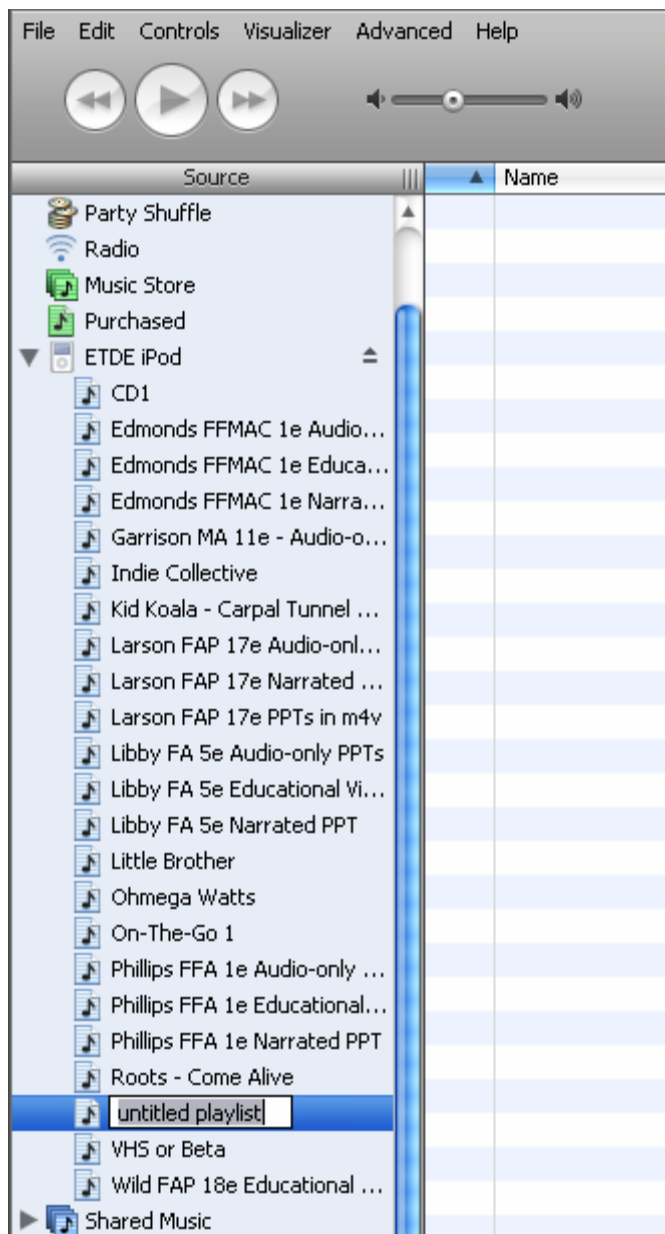 File Edit Controls Visualizer Advanced Help
Source Name
Party Shuffle
Radio
Music Store
Purchased
ETDE iPod
CD1
Edmonds FFMAC 1e Audio...
Edmonds FFMAC 1e Educa...
Edmonds FFMAC 1e Narra...
Garrison MA 11e - Audio-o...
Indie Collective
Kid Koala - Carpal Tunnel ...
Larson FAP 17e Audio-onl...
Larson FAP 17e Narrated ...
Larson FAP 17e PPTs in m4v
Libby FA 5e Audio-only PPTs
Libby FA 5e Educational Vi...
Libby FA 5e Narrated PPT
Little Brother
Ohmega Watts
On-The-Go 1
Phillips FFA 1e Audio-only ...
Phillips FFA 1e Educational...
Phillips FFA 1e Narrated PPT
Roots - Come Alive
untitled playlist
VHS or Beta
Wild FAP 18e Educational ...
Shared Music